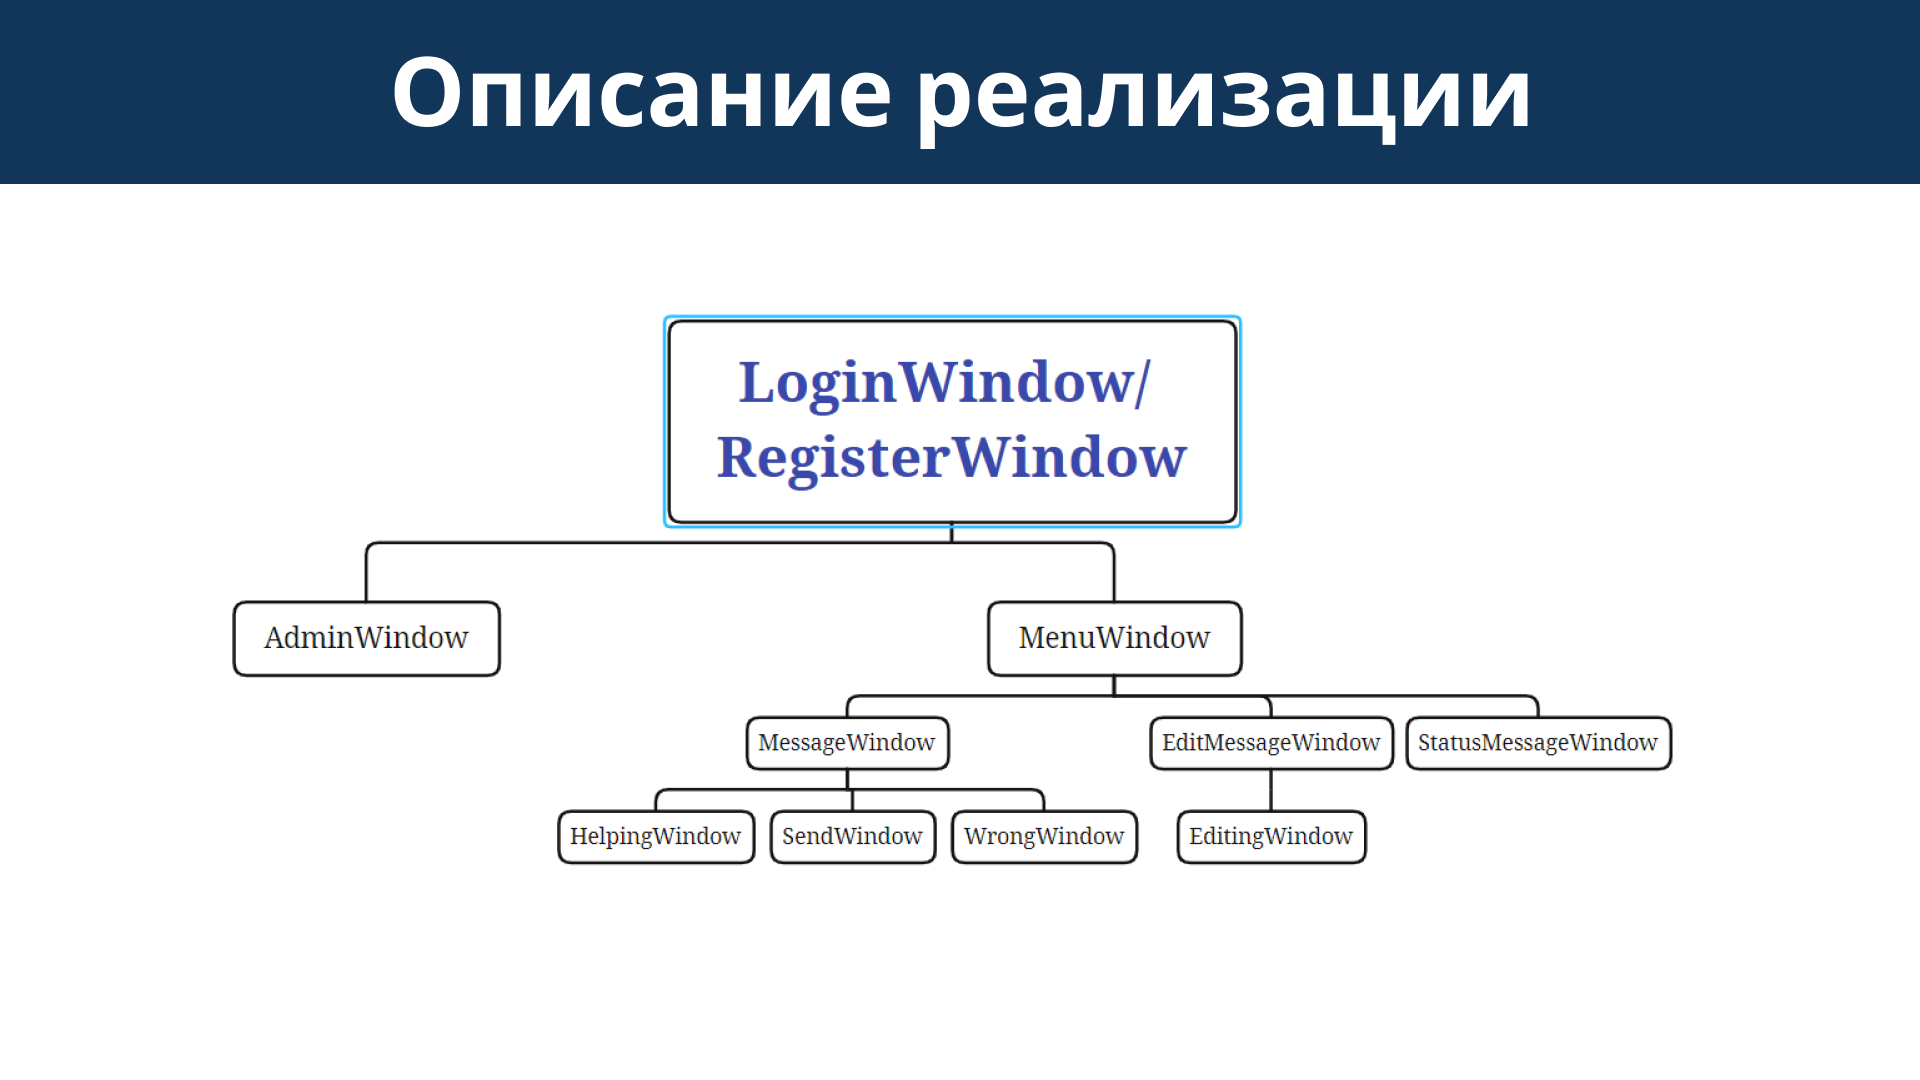 Описание реализации
LoginWindow/
RegisterWindow
AdminWindow
MenuWindow
MessageWindow
EditMessageWindow
StatusMessageWindow
HelpingWindow
SendWindow
WrongWindow
EditingWindow